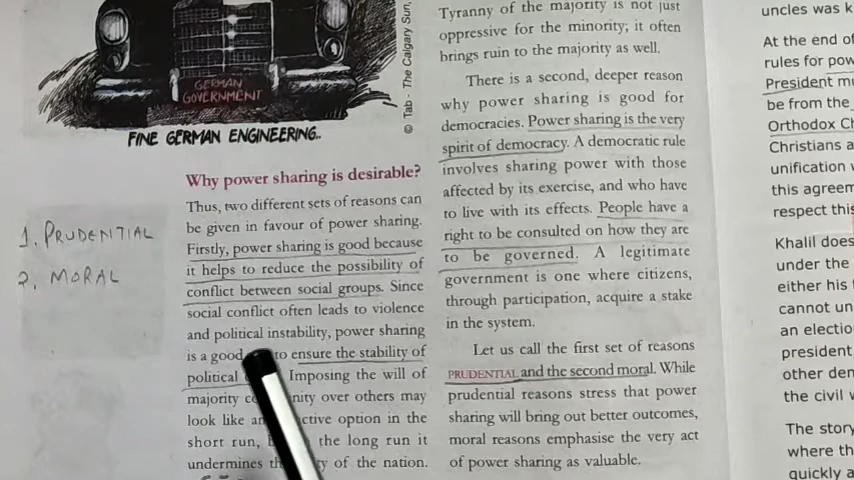 GERMAN
GOVERNMENT
FINE GERMAN ENGINEERING..
© Tab - The Calgary Sun,
1. PRUDENTIAL
2. MORAL
Why power sharing is desirable?
Thus, two different sets of reasons can
be given in favour of power sharing.
Firstly, power sharing is good because
it helps to reduce the possibility of
conflict between social groups. Since
social conflict often leads to violence
and political instability, power sharing
is a good to ensure the stability of
political
Imposing the will of
majority over others may
look like an option in the
short run, in the long run it
undermines of the nation.
Tyranny of the majority is not just
oppressive for the minority; it often
brings ruin to the majority as well.
There is a second, deeper reason
why power sharing is good for
democracies. Power sharing is the very
spirit of democracy. A democratic rule
involves sharing power with those
affected by its exercise, and who have
to live with its effects. People have a
right to be consulted on how they are
to be governed. A legitimate
government is one where citizens,
through participation, acquire a stake
in the system.
Let us call the first set of reasons
PRUDENTIAL and the second moral. While
prudential reasons stress that power
sharing will bring out better outcomes,
moral reasons emphasise the very act
of power sharing as valuable.
uncles was
At the end of
rules for
President
be from the
Orthodox
Christians a
unification
this
respect this
Khalil does
under the
either his
cannot
an
president
other
the civil
The story
where
quickly a